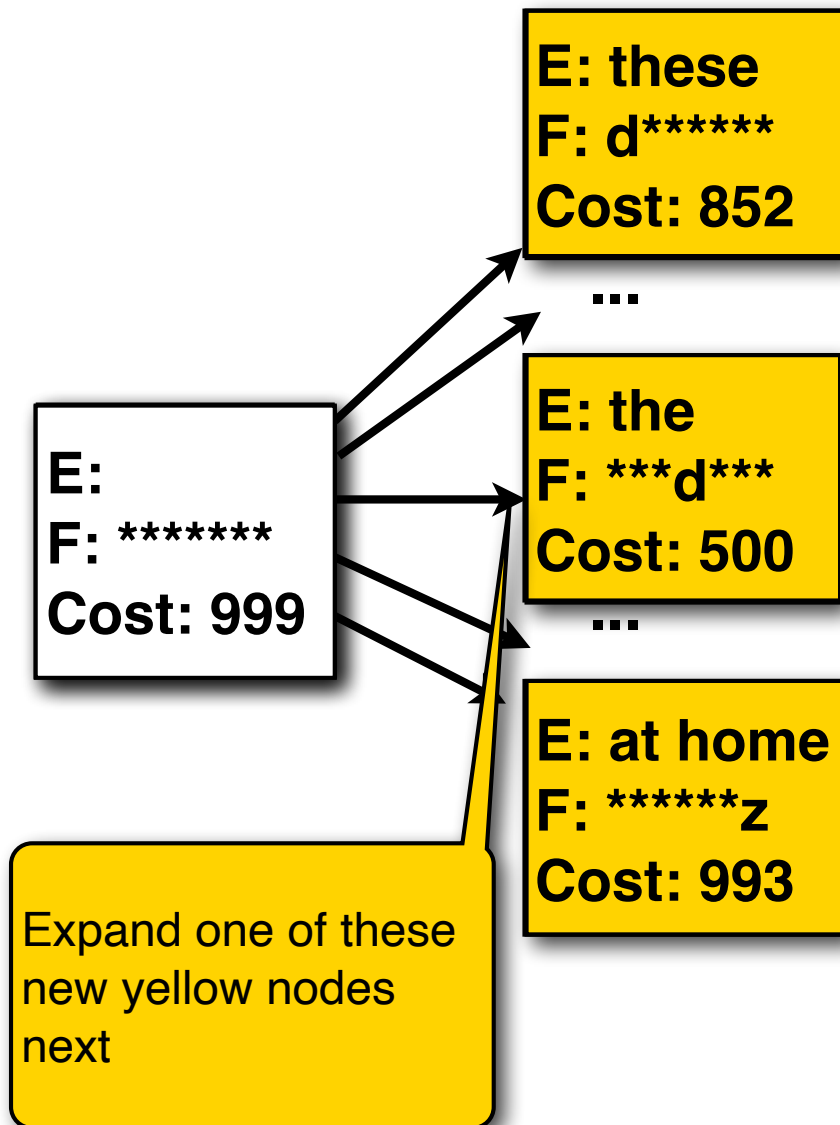 E: these
F: d******
Cost: 852
...
E:
F: *******
Cost: 999
E: the
F: ***d***
Cost: 500
...
E: at home
F: ******z
Cost: 993
Expand one of these
new yellow nodes
next